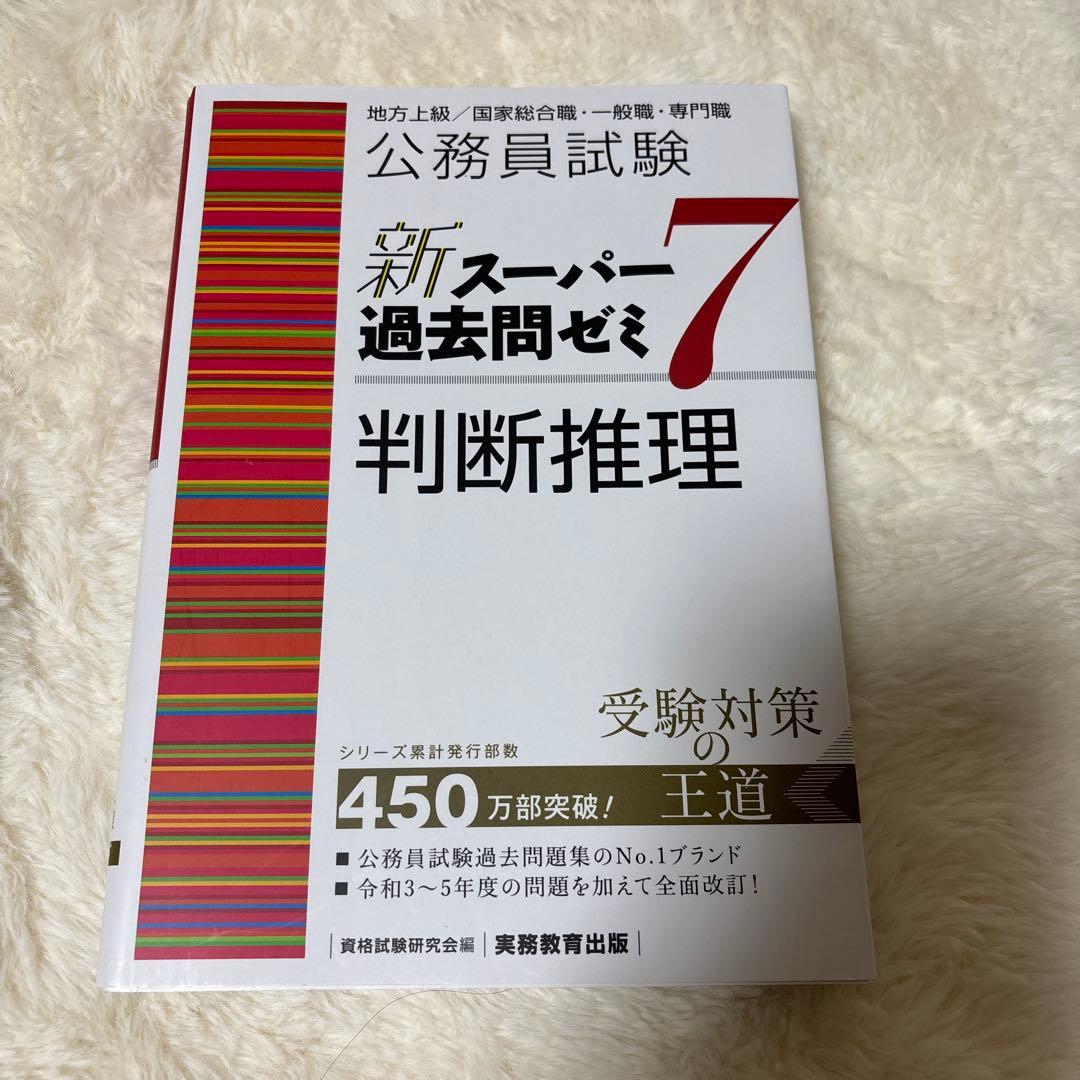 地方上級／国家総合職・一般職・専門職
公務員試験
新スーパー
過去問ゼミ7
判断推理
受験対策
の
王道
シリーズ累計発行部数
450万部突破！
■ 公務員試験過去問題集のNo.1ブランド
■ 令和3〜5年度の問題を加えて全面改訂！
|資格試験研究会編|実務教育出版|